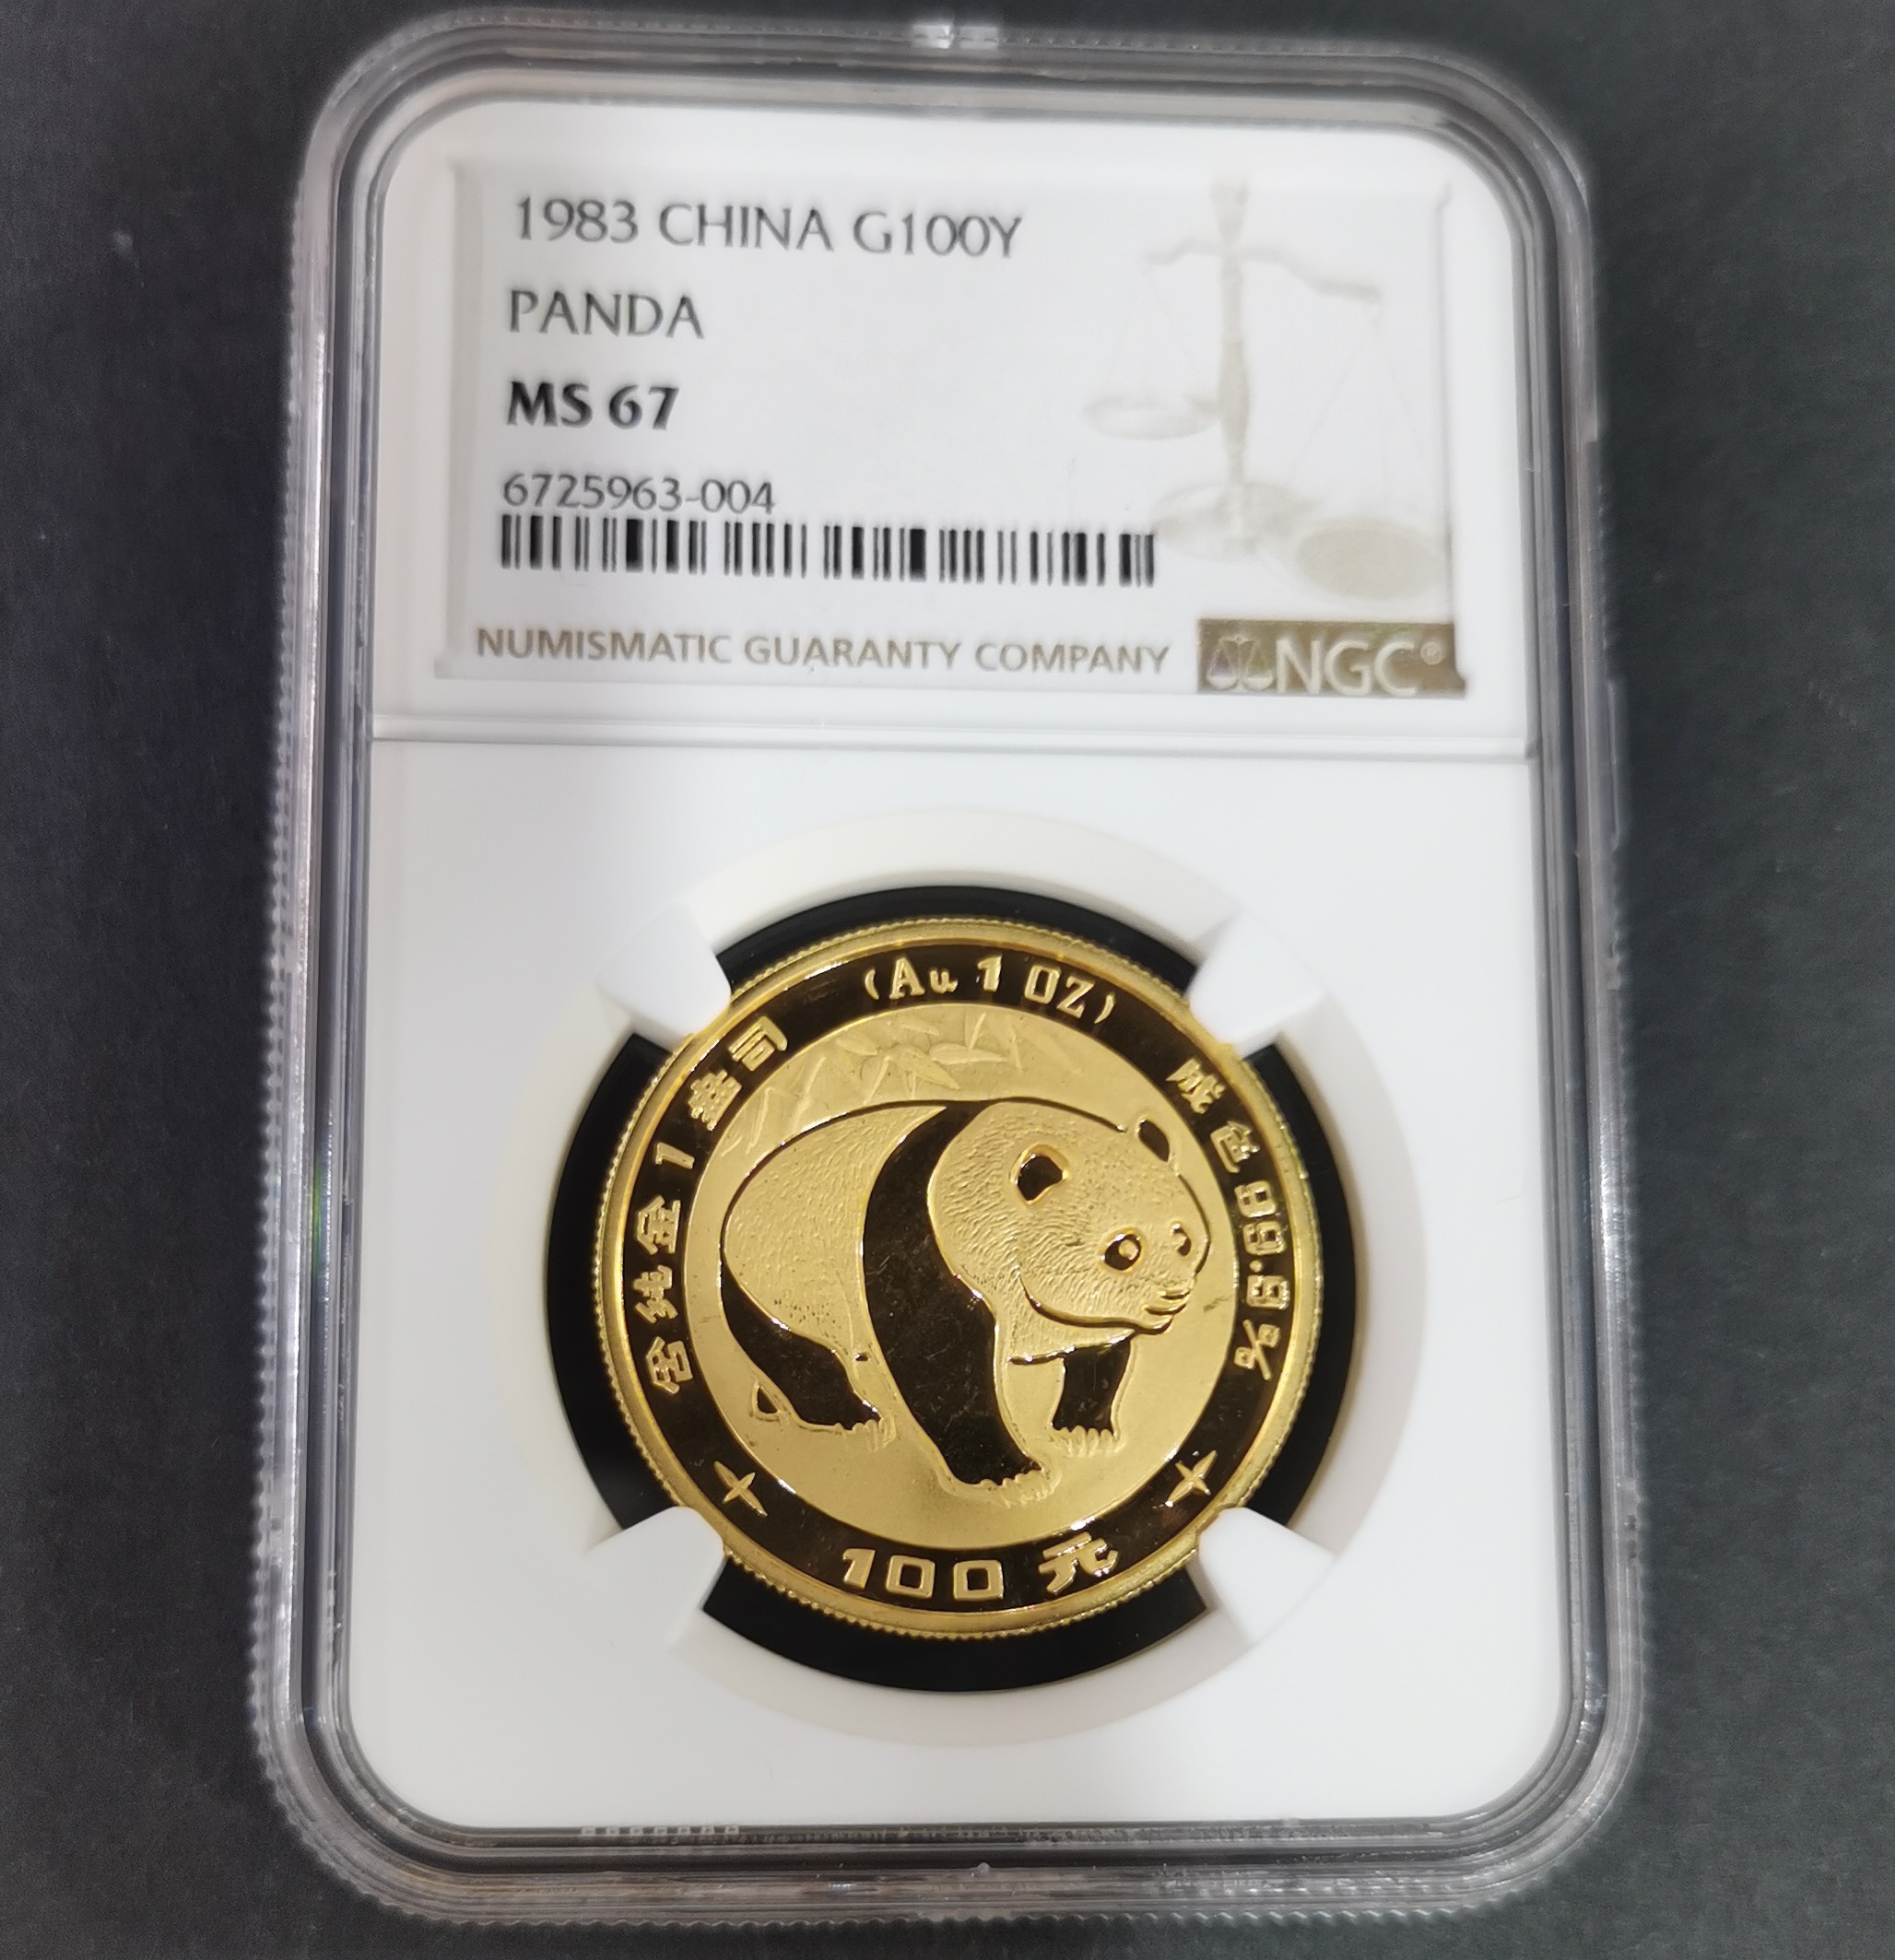 1983 CHINA G100Y
PANDA
MS 67
6725963-004
NUMISMATIC GUARANTY COMPANY
NGC®
(Au 1 OZ)
含纯金1盎司
成色99.9%
100元